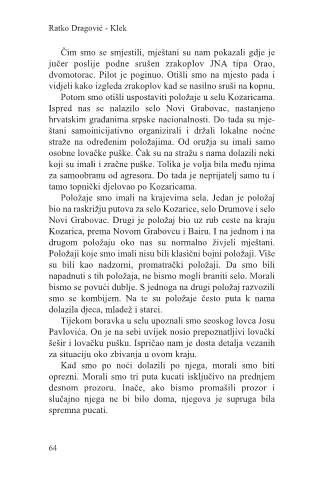 Ratko Dragović - Klek
Čim smo se smjestili, mještani su nam pokazali gdje je
jučer poslije podne srušen zrakoplov JNA tipa Orao,
dvomotorac. Pilot je poginuo. Otišli smo na mjesto pada i
vidjeli kako izgleda zrakoplov kad se nasilno sruši na kopnu.
Potom smo otišli uspostaviti položaje u selu Kozaricama.
Ispred nas se nalazilo selo Novi Grabovac, nastanjeno
hrvatskim građanima srpske nacionalnosti. Do tada su mje-
štani samoinicijativno organizirali i držali lokalne noćne
straže na određenim položajima. Od oružja su imali samo
osobne lovačke puške. Čak su na stražu s nama dolazili neki
koji su imali i zračne puške. Tolika je volja bila među njima
za samoobranu od agresora. Do tada je neprijatelj samo tu i
tamo topnički djelovao po Kozaricama.
Položaje smo imali na krajevima sela. Jedan je položaj
bio na raskrižju putova za selo Kozarice, selo Drumove i selo
Novi Grabovac. Drugi je položaj bio uz rub ceste na kraju
Kozarica, prema Novom Grabovcu i Bairu. I na jednom i na
drugom položaju oko nas su normalno živjeli mještani.
Položaji koje smo imali nisu bili klasični bojni položaji. Više
su bili kao nadzorni, promatrački položaji. Da smo bili
napadnuti s tih položaja, ne bismo mogli braniti selo. Morali
bismo se povući dublje. S jednoga na drugi položaj razvozili
smo se kombijem. Na te su položaje često puta k nama
dolazila djeca, mladež i starci.
Tijekom boravka u selu upoznali smo seoskog lovca Josu
Pavlovića. On je na sebi uvijek nosio prepoznatljivi lovački
šešir i lovačku pušku. Ispričao nam je dosta detalja vezanih
za situaciju oko zbivanja u ovom kraju.
Kad smo po noći dolazili po njega, morali smo biti
oprezni. Morali smo tri puta kucati isključivo na prednjem
desnom prozoru. Inače, ako bismo promašili prozor i
slučajno njega ne bi bilo doma, njegova je supruga bila
spremna pucati.
64